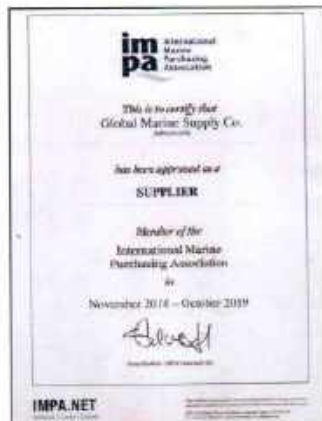 impa
International
Marine
Purchasing
Association
This is to certify that
Global Marine Supply Co.
has been approved as a
SUPPLIER
Member of the
International Marine
Purchasing Association
in
November 2018 – October 2019
IMPA.NET